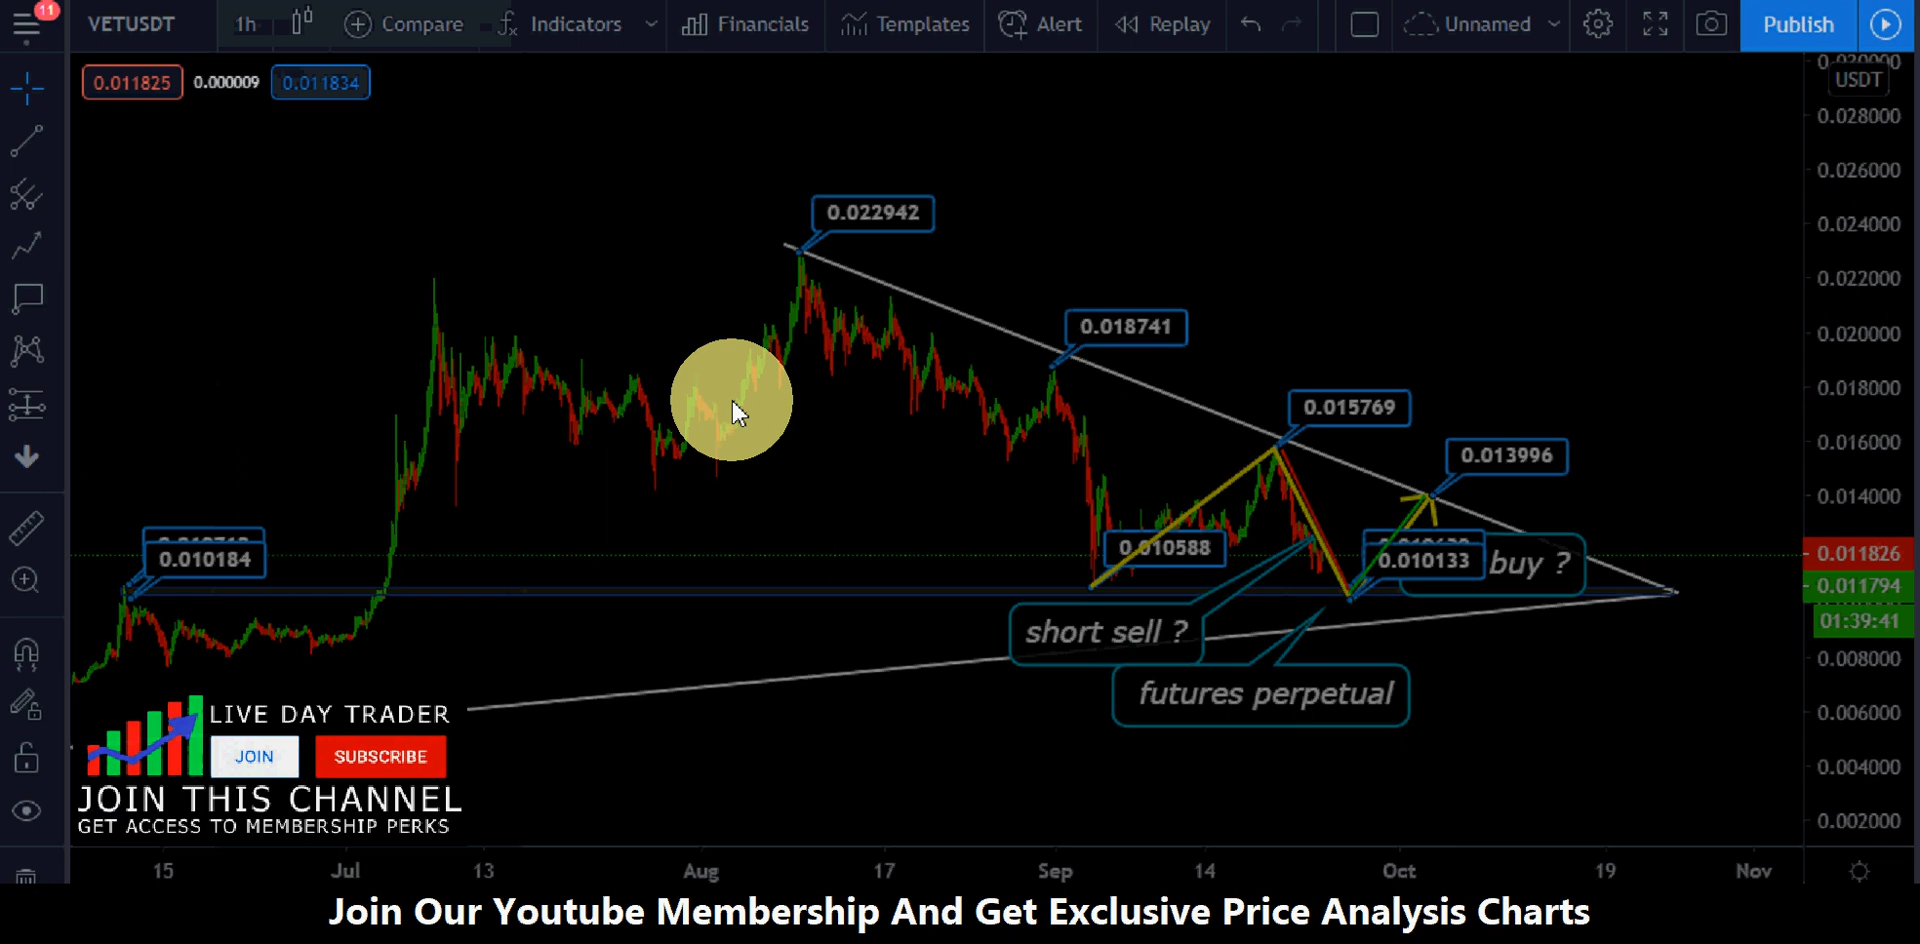 11
VETUSDT
1h
Compare
fx Indicators
Financials
Templates
Alert
Replay
Unnamed
Publish
0.011825 0.000009 0.011834
0.030000
USDT
0.028000
0.026000
0.024000
0.022000
0.020000
0.018000
0.016000
0.014000
0.011826
0.011794
01:39:41
0.008000
0.006000
0.004000
0.002000
0.022942
0.018741
0.015769
0.013996
0.010184
0.010588
0.010133
buy ?
short sell ?
futures perpetual
LIVE DAY TRADER
JOIN
SUBSCRIBE
JOIN THIS CHANNEL
GET ACCESS TO MEMBERSHIP PERKS
15 Jul 13 Aug 17 Sep 14 Oct 19 Nov
Join Our Youtube Membership And Get Exclusive Price Analysis Charts